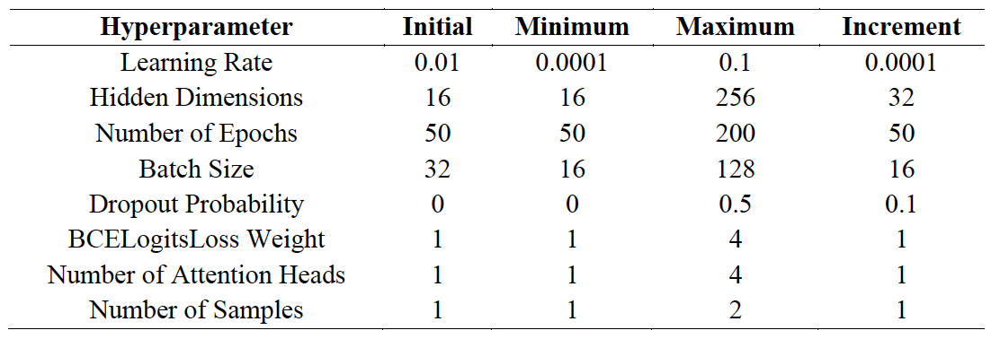 Hyperparameter Initial Minimum Maximum Increment
Learning Rate 0.01 0.0001 0.1 0.0001
Hidden Dimensions 16 16 256 32
Number of Epochs 50 50 200 50
Batch Size 32 16 128 16
Dropout Probability 0 0 0.5 0.1
BCELogitsLoss Weight 1 1 4 1
Number of Attention Heads 1 1 4 1
Number of Samples 1 1 2 1